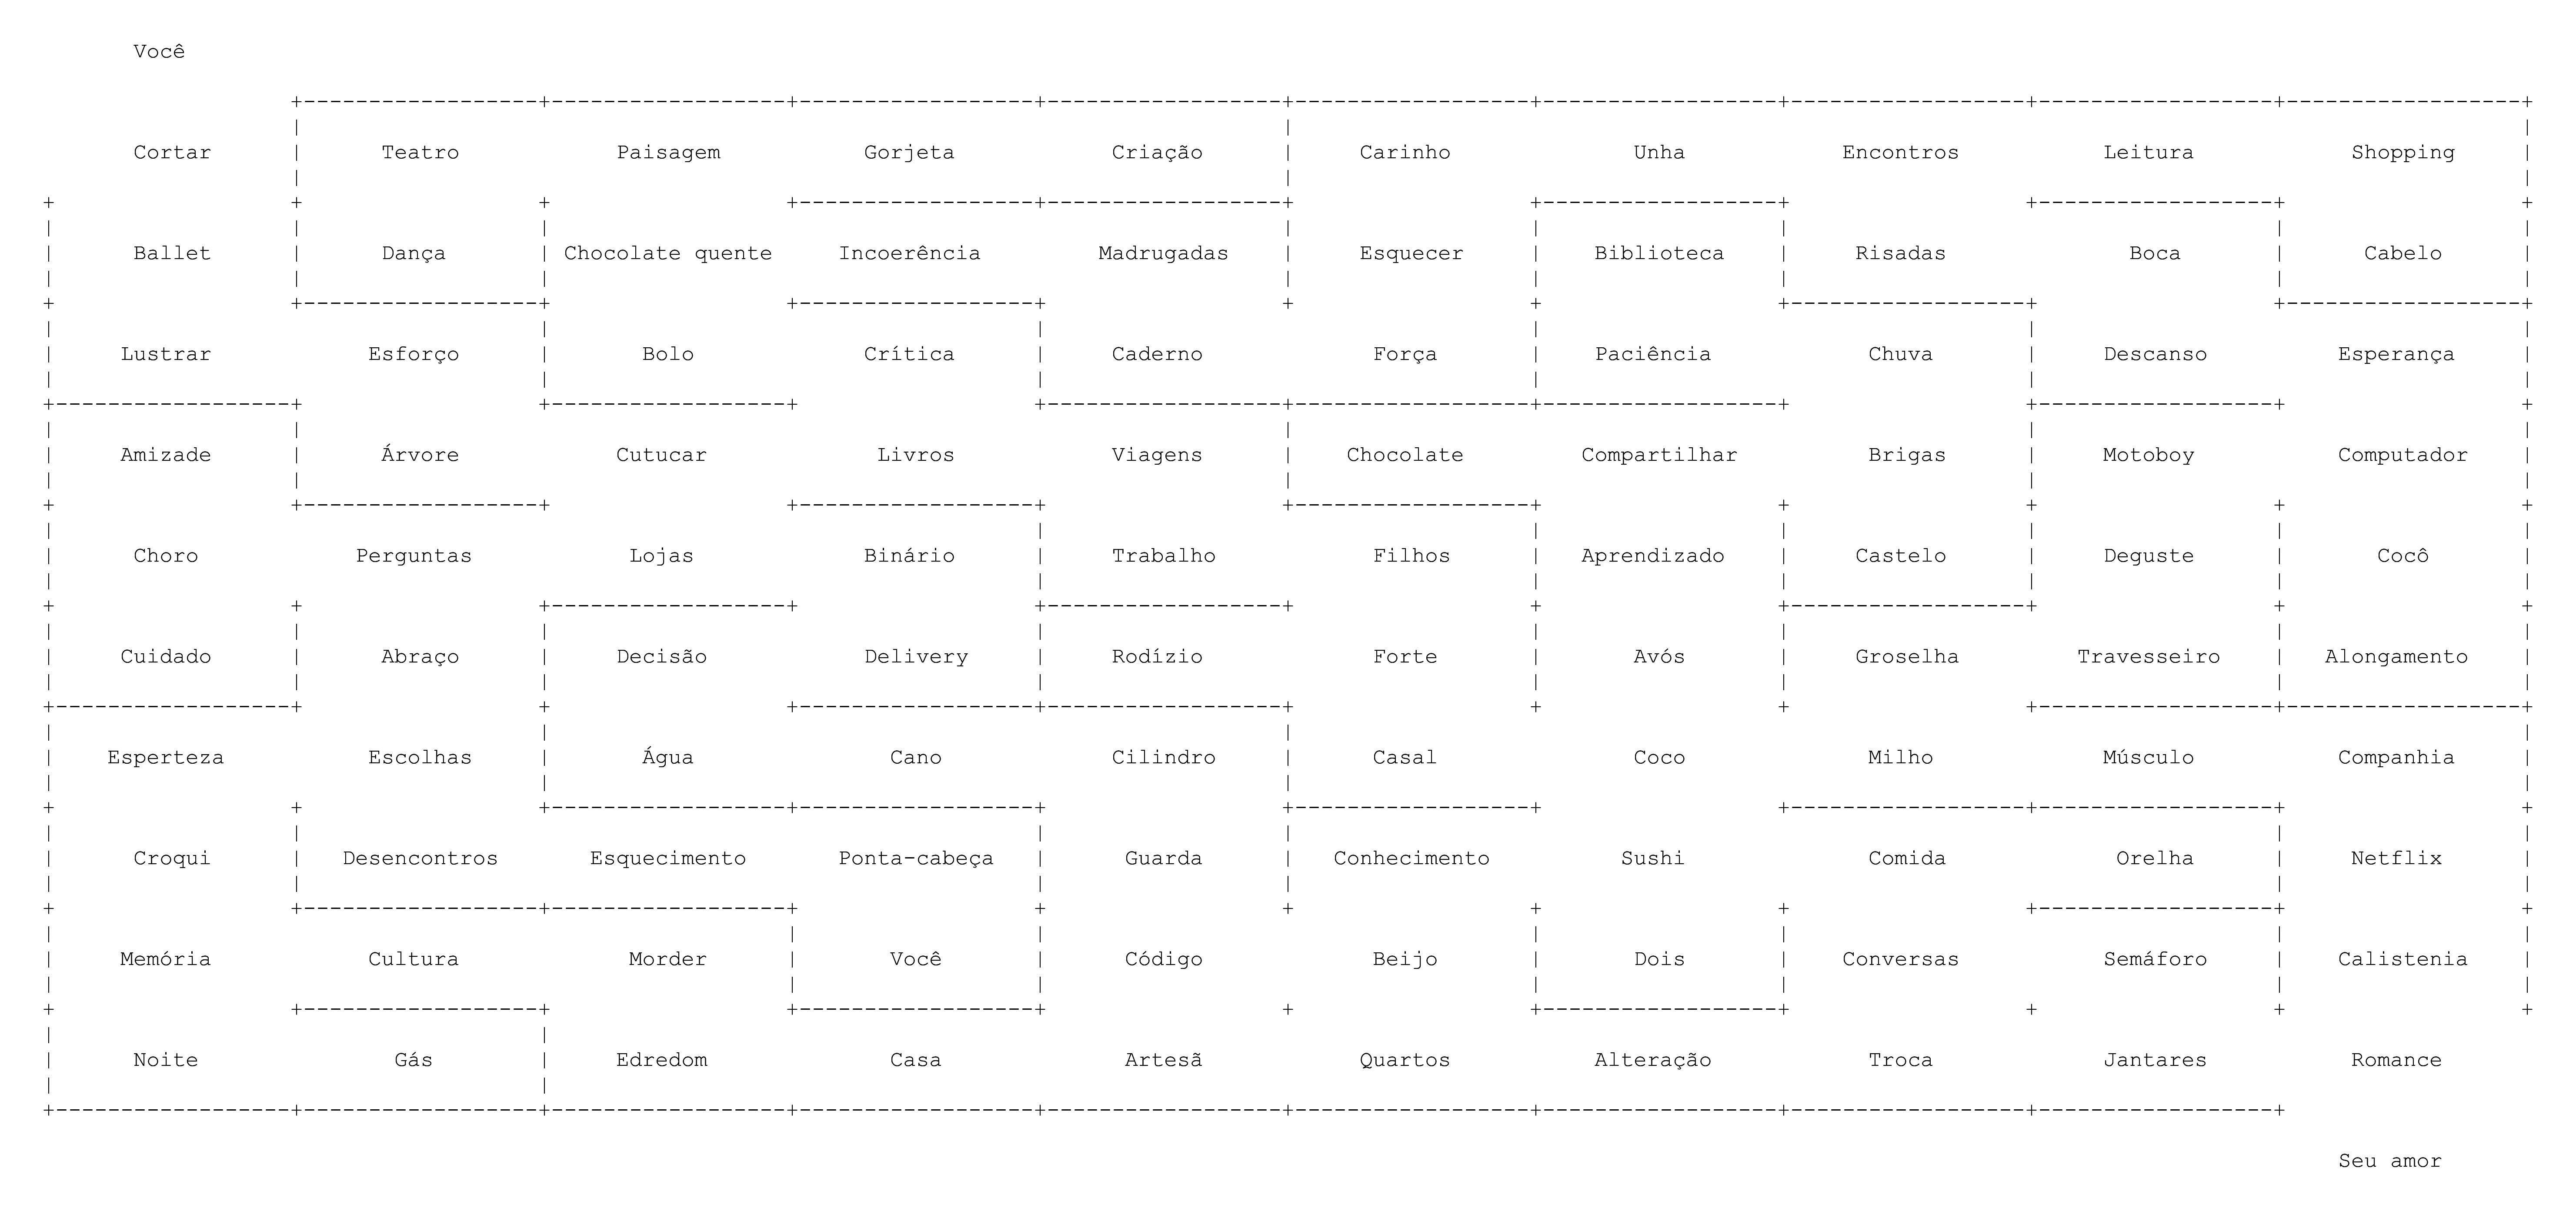 Você
Cortar Teatro Paisagem Gorjeta Criação Carinho Unha Encontros Leitura Shopping
Ballet Dança Chocolate quente Incoerência Madrugadas Esquecer Biblioteca Risadas Boca Cabelo
Lustrar Esforço Bolo Crítica Caderno Força Paciência Chuva Descanso Esperança
Amizade Árvore Cutucar Livros Viagens Chocolate Compartilhar Brigas Motoboy Computador
Choro Perguntas Lojas Binário Trabalho Filhos Aprendizado Castelo Deguste Cocô
Cuidado Abraço Decisão Delivery Rodízio Forte Avós Groselha Travesseiro Alongamento
Esperteza Escolhas Água Cano Cilindro Casal Coco Milho Músculo Companhia
Croqui Desencontros Esquecimento Ponta-cabeça Guarda Conhecimento Sushi Comida Orelha Netflix
Memória Cultura Morder Você Código Beijo Dois Conversas Semáforo Calistenia
Noite Gás Edredom Casa Artesã Quartos Alteração Troca Jantares Romance
Seu amor